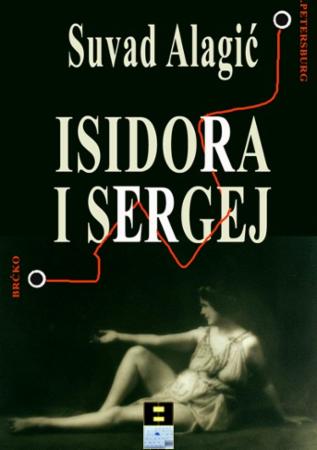 Suvad Alagić
.PETERSBURG
ISIDORA
I SERGEJ
BRČKO